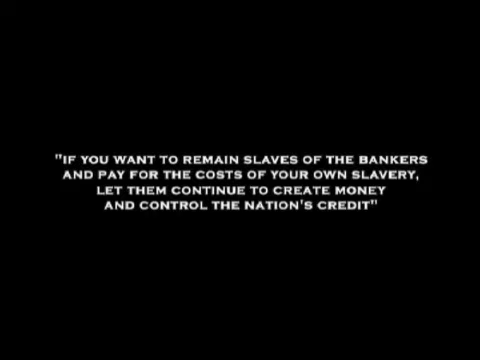 "IF YOU WANT TO REMAIN SLAVES OF THE BANKERS
AND PAY FOR THE COSTS OF YOUR OWN SLAVERY,
LET THEM CONTINUE TO CREATE MONEY
AND CONTROL THE NATION'S CREDIT"